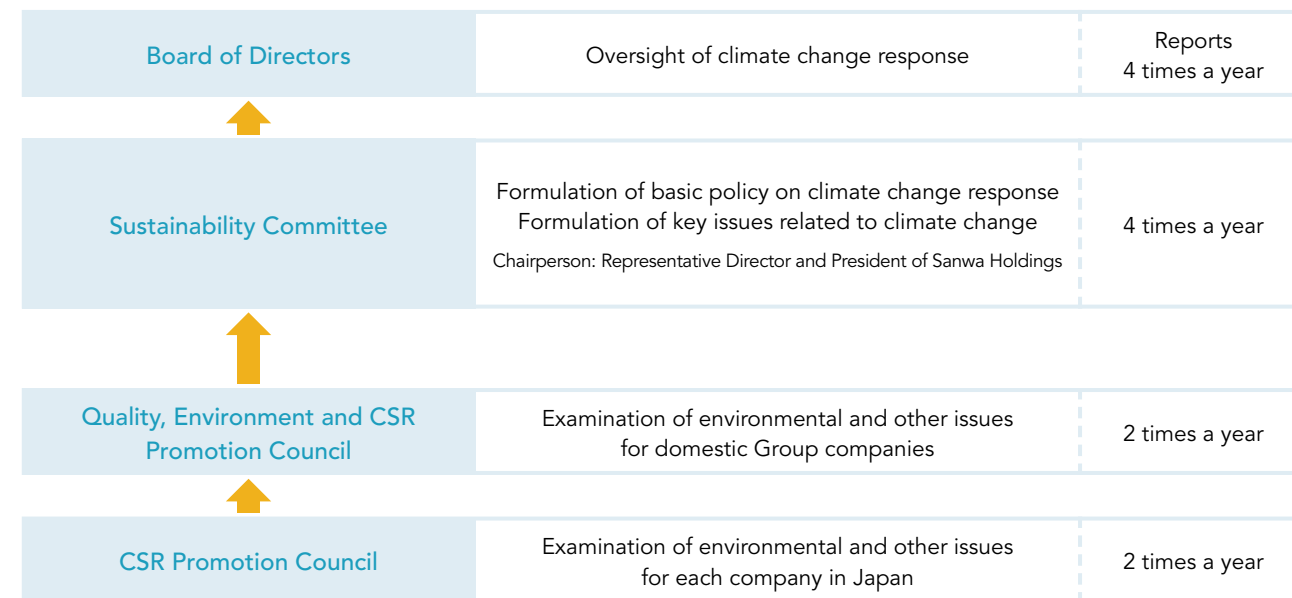 Board of Directors
Oversight of climate change response
Reports
4 times a year
Sustainability Committee
Formulation of basic policy on climate change response
Formulation of key issues related to climate change
Chairperson: Representative Director and President of Sanwa Holdings
4 times a year
Quality, Environment and CSR
Promotion Council
Examination of environmental and other issues
for domestic Group companies
2 times a year
CSR Promotion Council
Examination of environmental and other issues
for each company in Japan
2 times a year